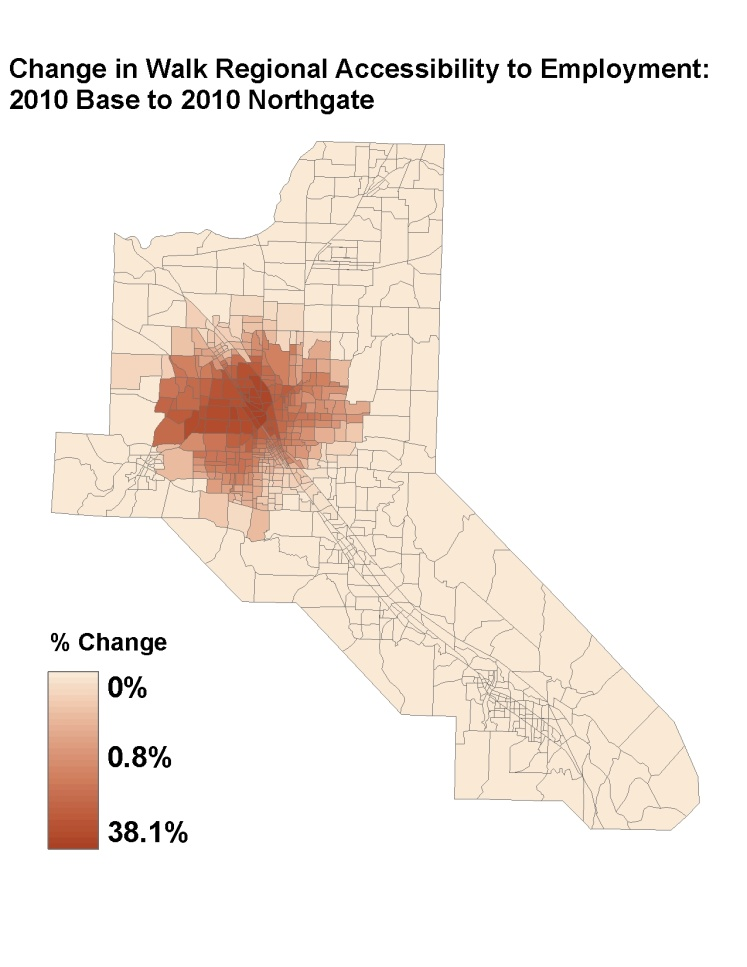 Change in Walk Regional Accessibility to Employment:
2010 Base to 2010 Northgate
% Change
0%
0.8%
38.1%